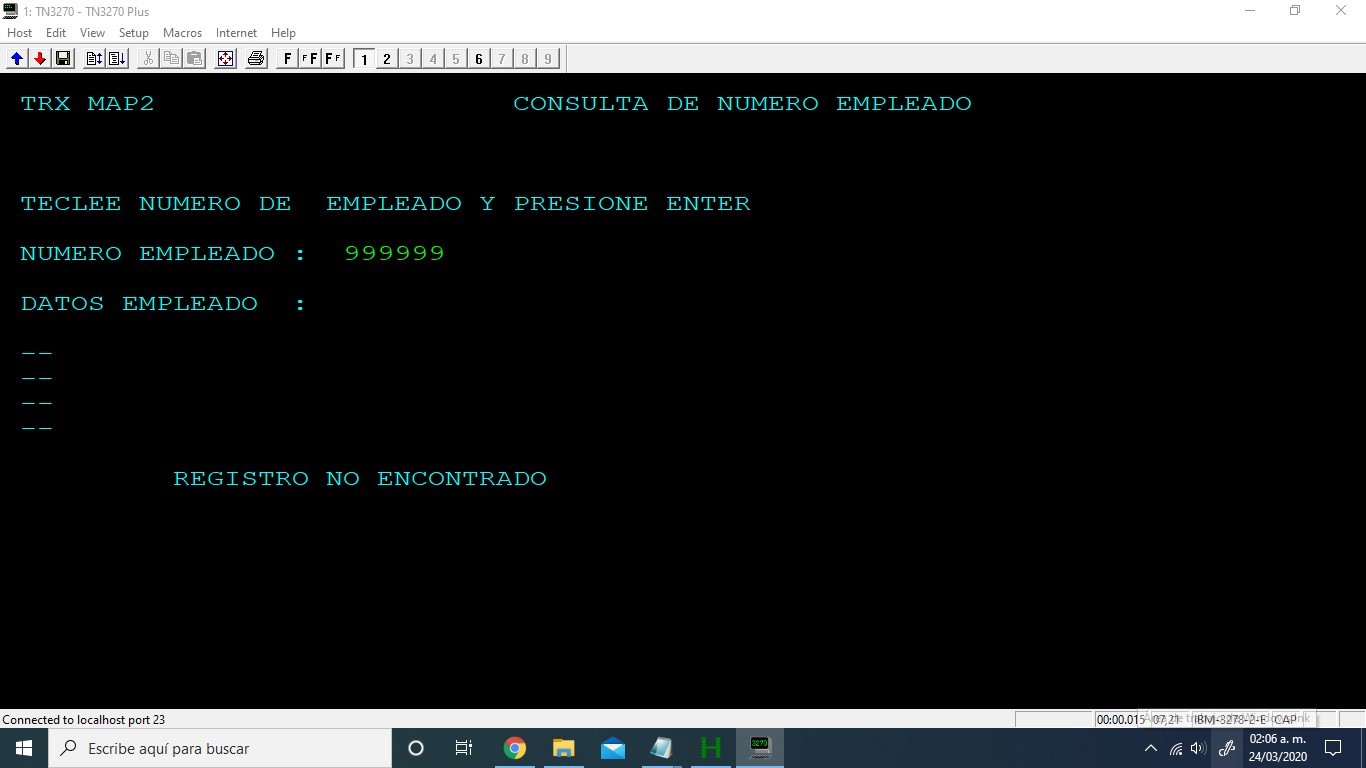 1: TN3270 - TN3270 Plus
Host Edit View Setup Macros Internet Help
F F F F F 1 2 3 4 5 6 7 8 9
TRX MAP2 CONSULTA DE NUMERO EMPLEADO
TECLEE NUMERO DE EMPLEADO Y PRESIONE ENTER
NUMERO EMPLEADO : 999999
DATOS EMPLEADO :
--
--
--
--
REGISTRO NO ENCONTRADO
Connected to localhost port 23 00:00.015 07,21 IBM-3278-2-E CAP
Escribe aquí para buscar H 3270 02:06 a. m.
24/03/2020